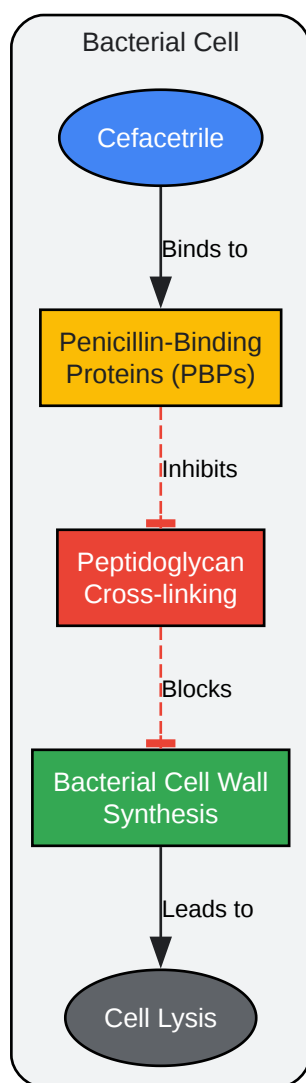 Bacterial Cell
Cefacetrile
Binds to
Penicillin-Binding
Proteins (PBPs)
Inhibits
Peptidoglycan
Cross-linking
Blocks
Bacterial Cell Wall
Synthesis
Leads to
Cell Lysis